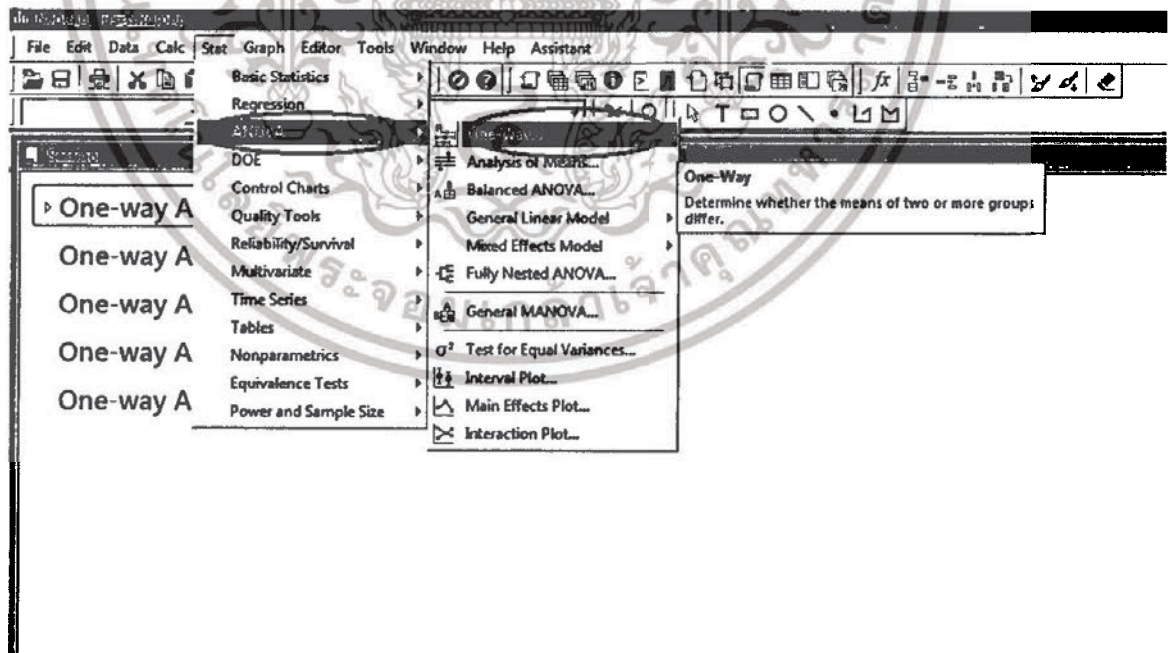 File Edit Data Calc Stat Graph Editor Tools Window Help Assistant
Basic Statistics
Regression
ANOVA
DOE
Control Charts
Quality Tools
Reliability/Survival
Multivariate
Time Series
Tables
Nonparametrics
Equivalence Tests
Power and Sample Size
One-Way...
Analysis of Means...
Balanced ANOVA...
General Linear Model
Mixed Effects Model
Fully Nested ANOVA...
General MANOVA...
σ² Test for Equal Variances...
Interval Plot...
Main Effects Plot...
Interaction Plot...
One-Way
Determine whether the means of two or more groups
differ.
One-way A
One-way A
One-way A
One-way A
One-way A